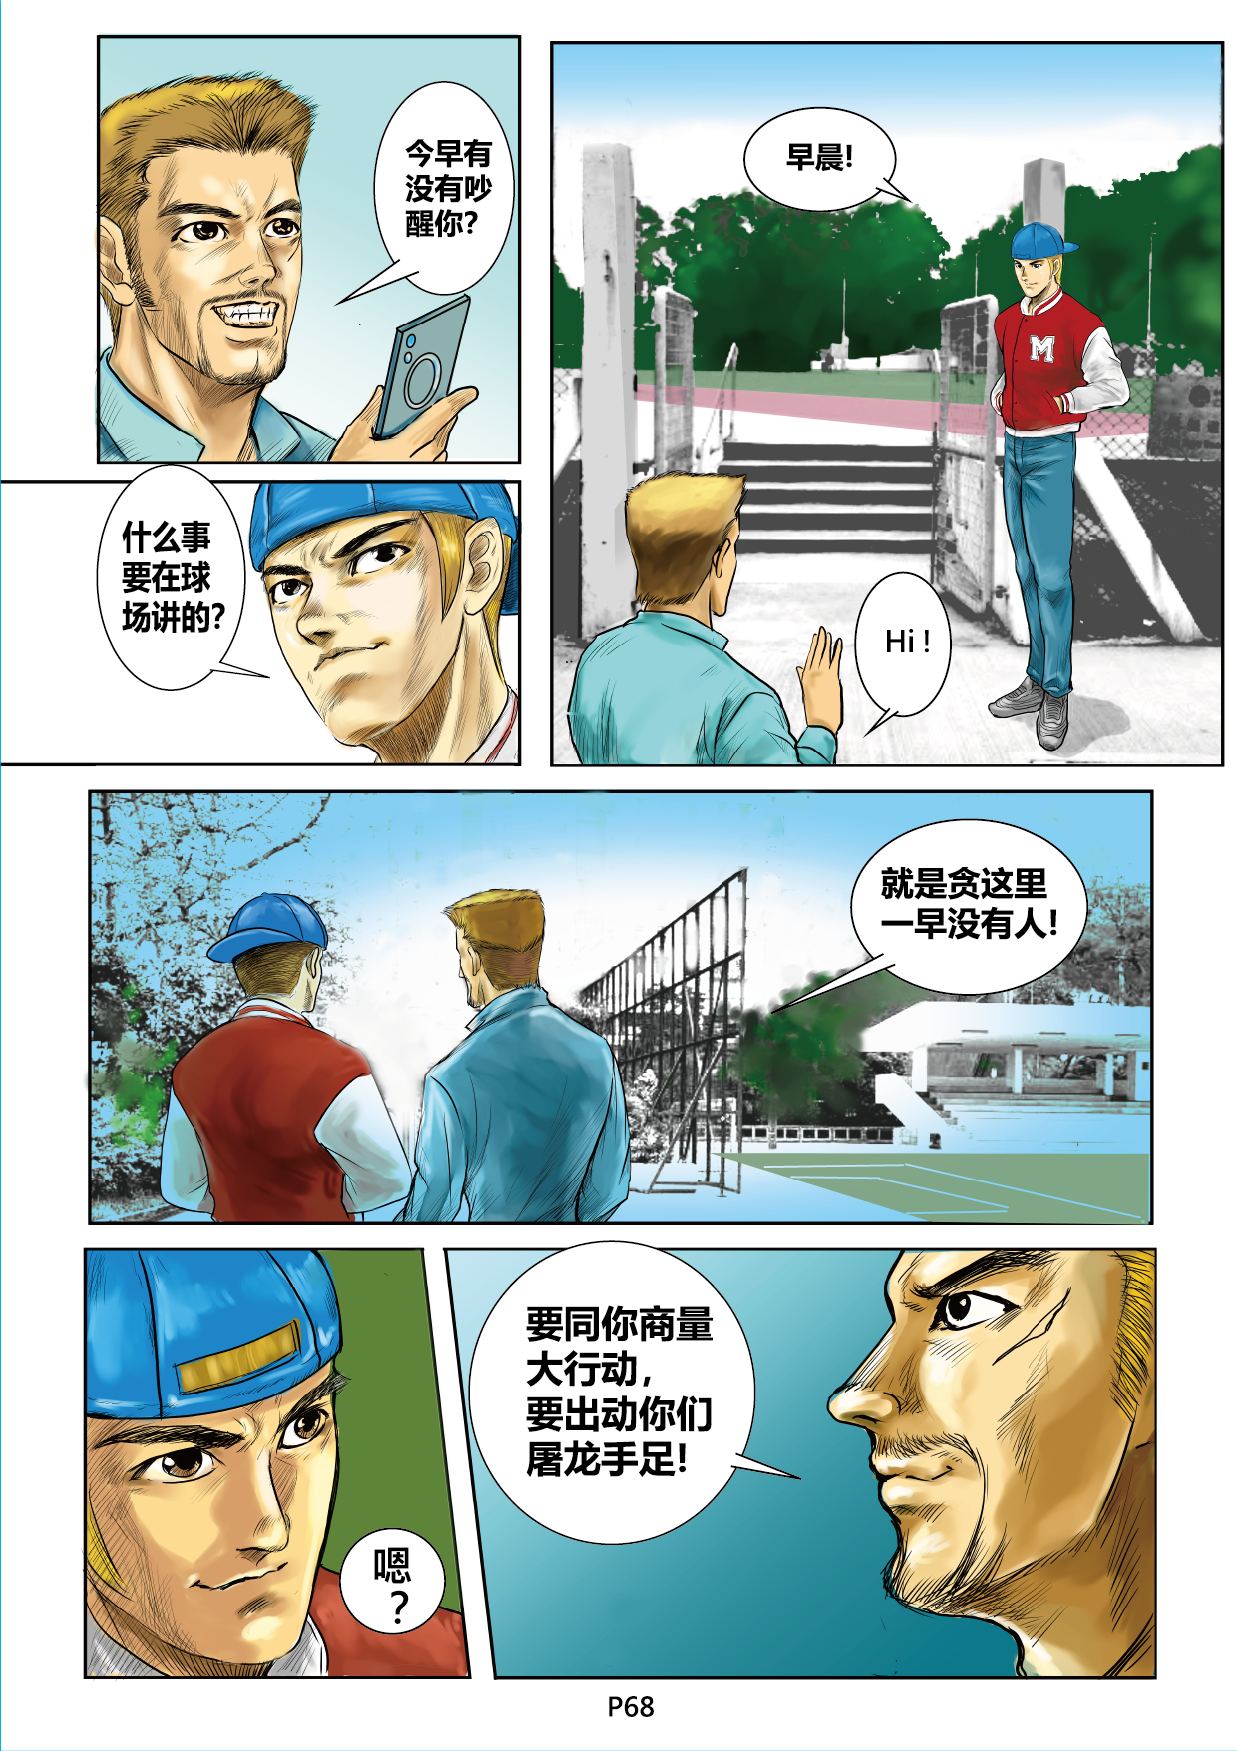 今早有
没有吵
醒你？
早晨！
M
Hi！
什么事
要在球
场讲的？
就是贪这里
一早没有人！
要同你商量
大行动，
要出动你们
屠龙手足！
嗯
？
P68